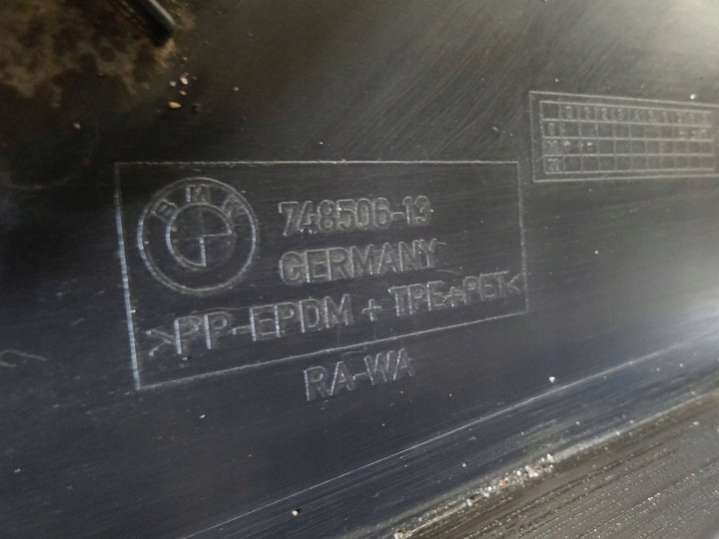 BMW
748506-13
GERMANY
>PP-EPDM + TPE+PET<
RA-WA